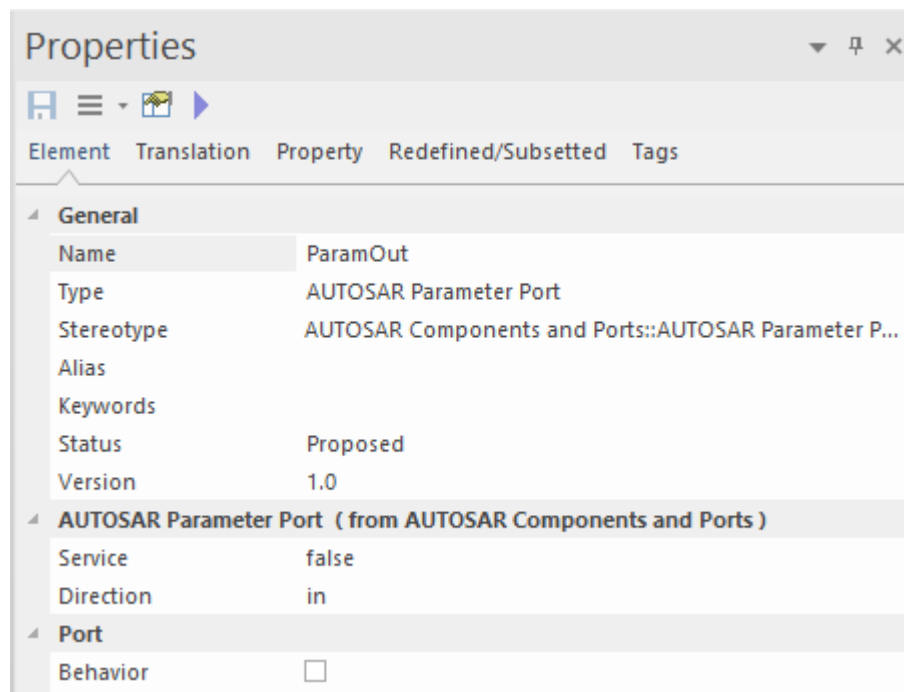 Properties
Element Translation Property Redefined/Subsetted Tags
General
Name ParamOut
Type AUTOSAR Parameter Port
Stereotype AUTOSAR Components and Ports::AUTOSAR Parameter P...
Alias
Keywords
Status Proposed
Version 1.0
AUTOSAR Parameter Port ( from AUTOSAR Components and Ports )
Service false
Direction in
Port
Behavior